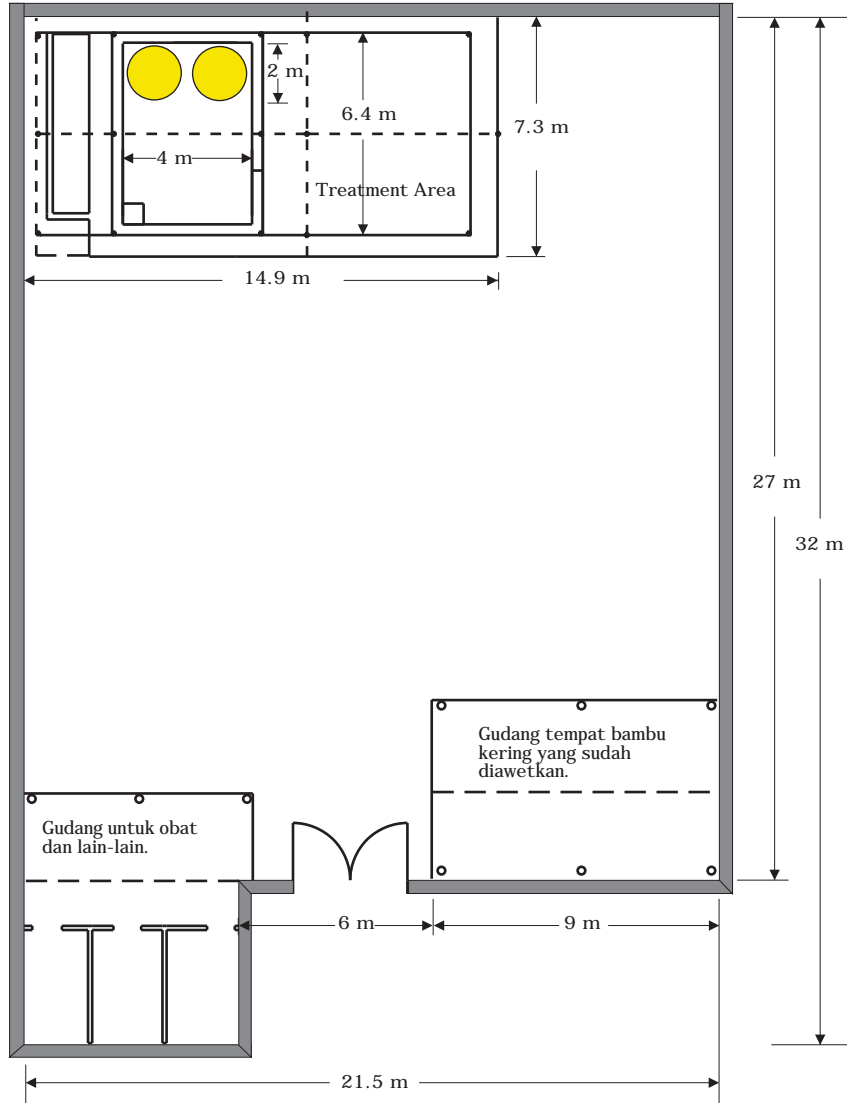 2 m
6.4 m
7.3 m
4 m
Treatment Area
14.9 m
27 m
32 m
Gudang tempat bambu
kering yang sudah
diawetkan.
Gudang untuk obat
dan lain-lain.
6 m
9 m
21.5 m